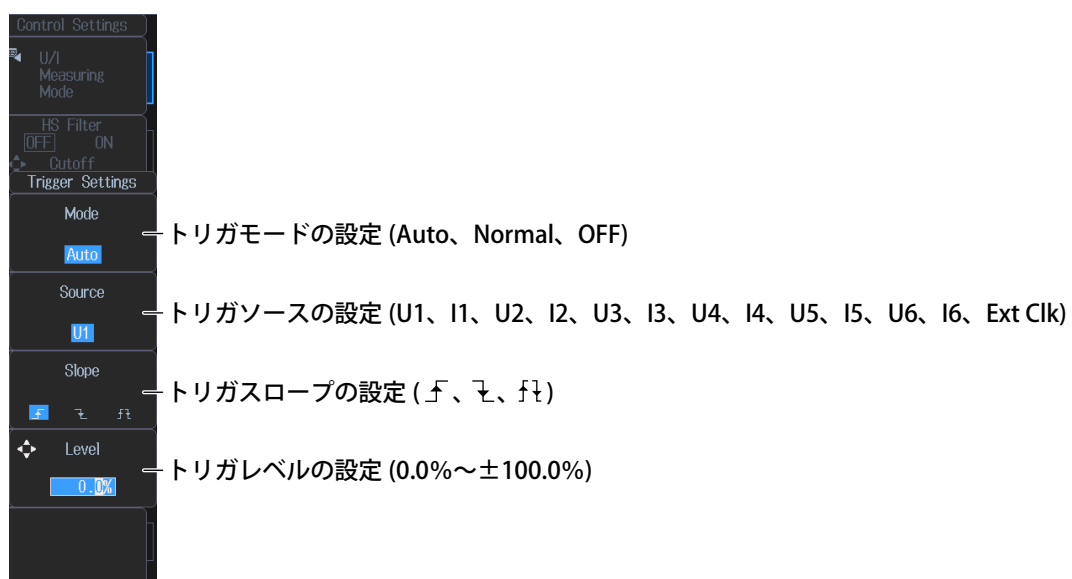 Control Settings
U/I
Measuring
Mode
HS Filter
OFF ON
Cutoff
Trigger Settings
Mode
Auto
トリガモードの設定 (Auto、Normal、OFF)
Source
U1
トリガソースの設定 (U1、I1、U2、I2、U3、I3、U4、I4、U5、I5、U6、I6、Ext Clk)
Slope
トリガスロープの設定 ( 、 、 )
Level
0.0%
トリガレベルの設定 (0.0%～±100.0%)